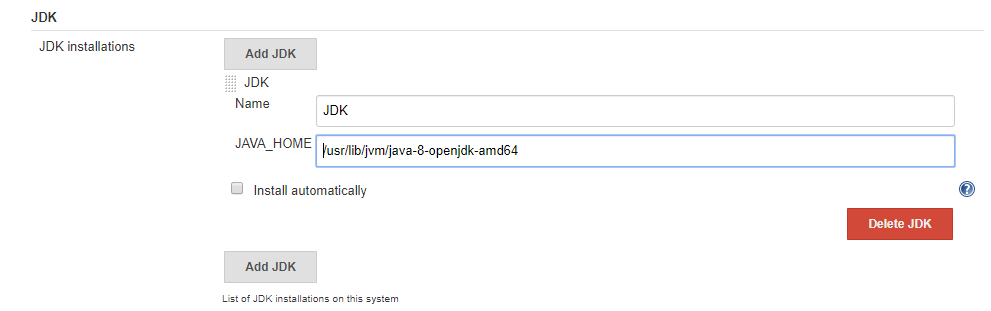 JDK
JDK installations
Add JDK
JDK
Name
JDK
JAVA_HOME
/usr/lib/jvm/java-8-openjdk-amd64
Install automatically
?
Delete JDK
Add JDK
List of JDK installations on this system